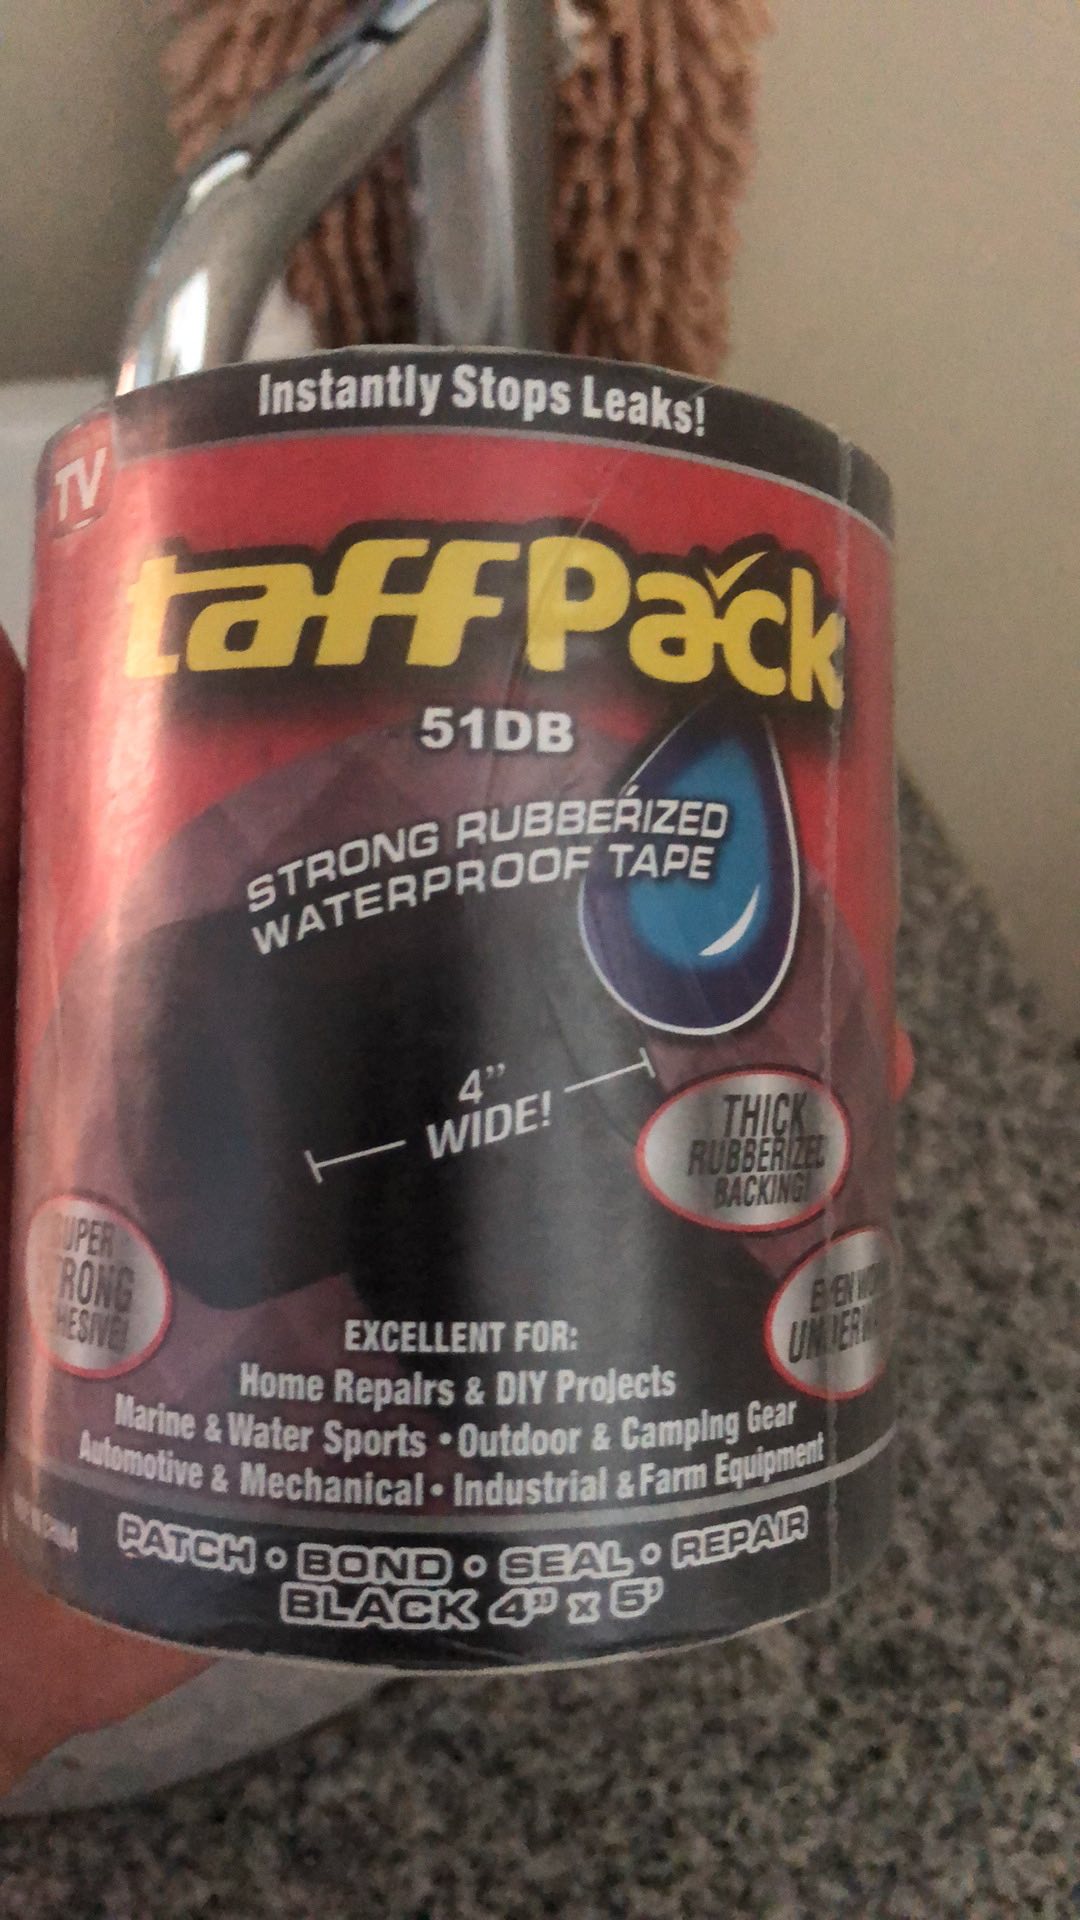 Instantly Stops Leaks!
TV
taffPack
51DB
STRONG RUBBERIZED
WATERPROOF TAPE
4”
WIDE!
THICK
RUBBERIZED
BACKING!
EXCELLENT FOR:
Home Repairs & DIY Projects
Marine & Water Sports • Outdoor & Camping Gear
Automotive & Mechanical • Industrial & Farm Equipment
PATCH • BOND • SEAL • REPAIR
BLACK 4” x 5’